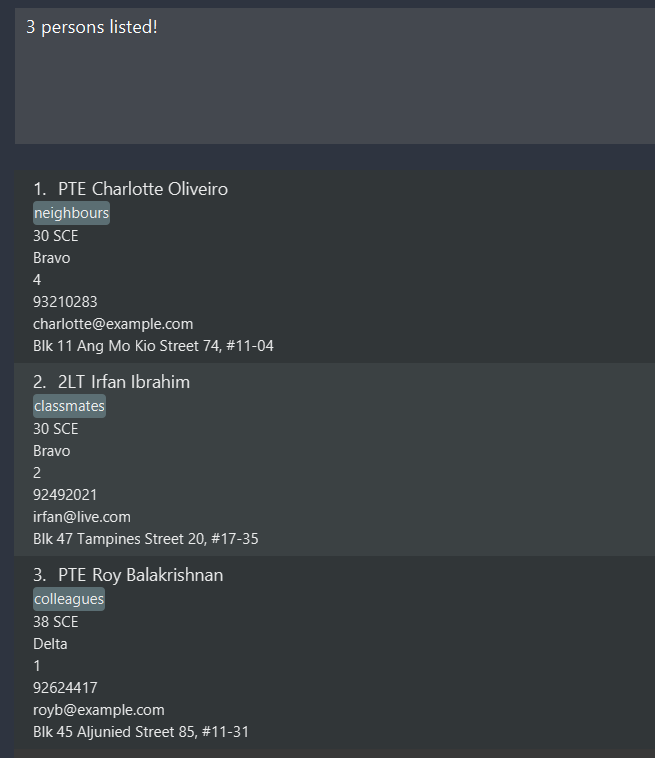 3 persons listed!
1. PTE Charlotte Oliveiro
neighbours
30 SCE
Bravo
4
93210283
charlotte@example.com
Blk 11 Ang Mo Kio Street 74, #11-04
2. 2LT Irfan Ibrahim
classmates
30 SCE
Bravo
2
92492021
irfan@live.com
Blk 47 Tampines Street 20, #17-35
3. PTE Roy Balakrishnan
colleagues
38 SCE
Delta
1
92624417
royb@example.com
Blk 45 Aljunied Street 85, #11-31